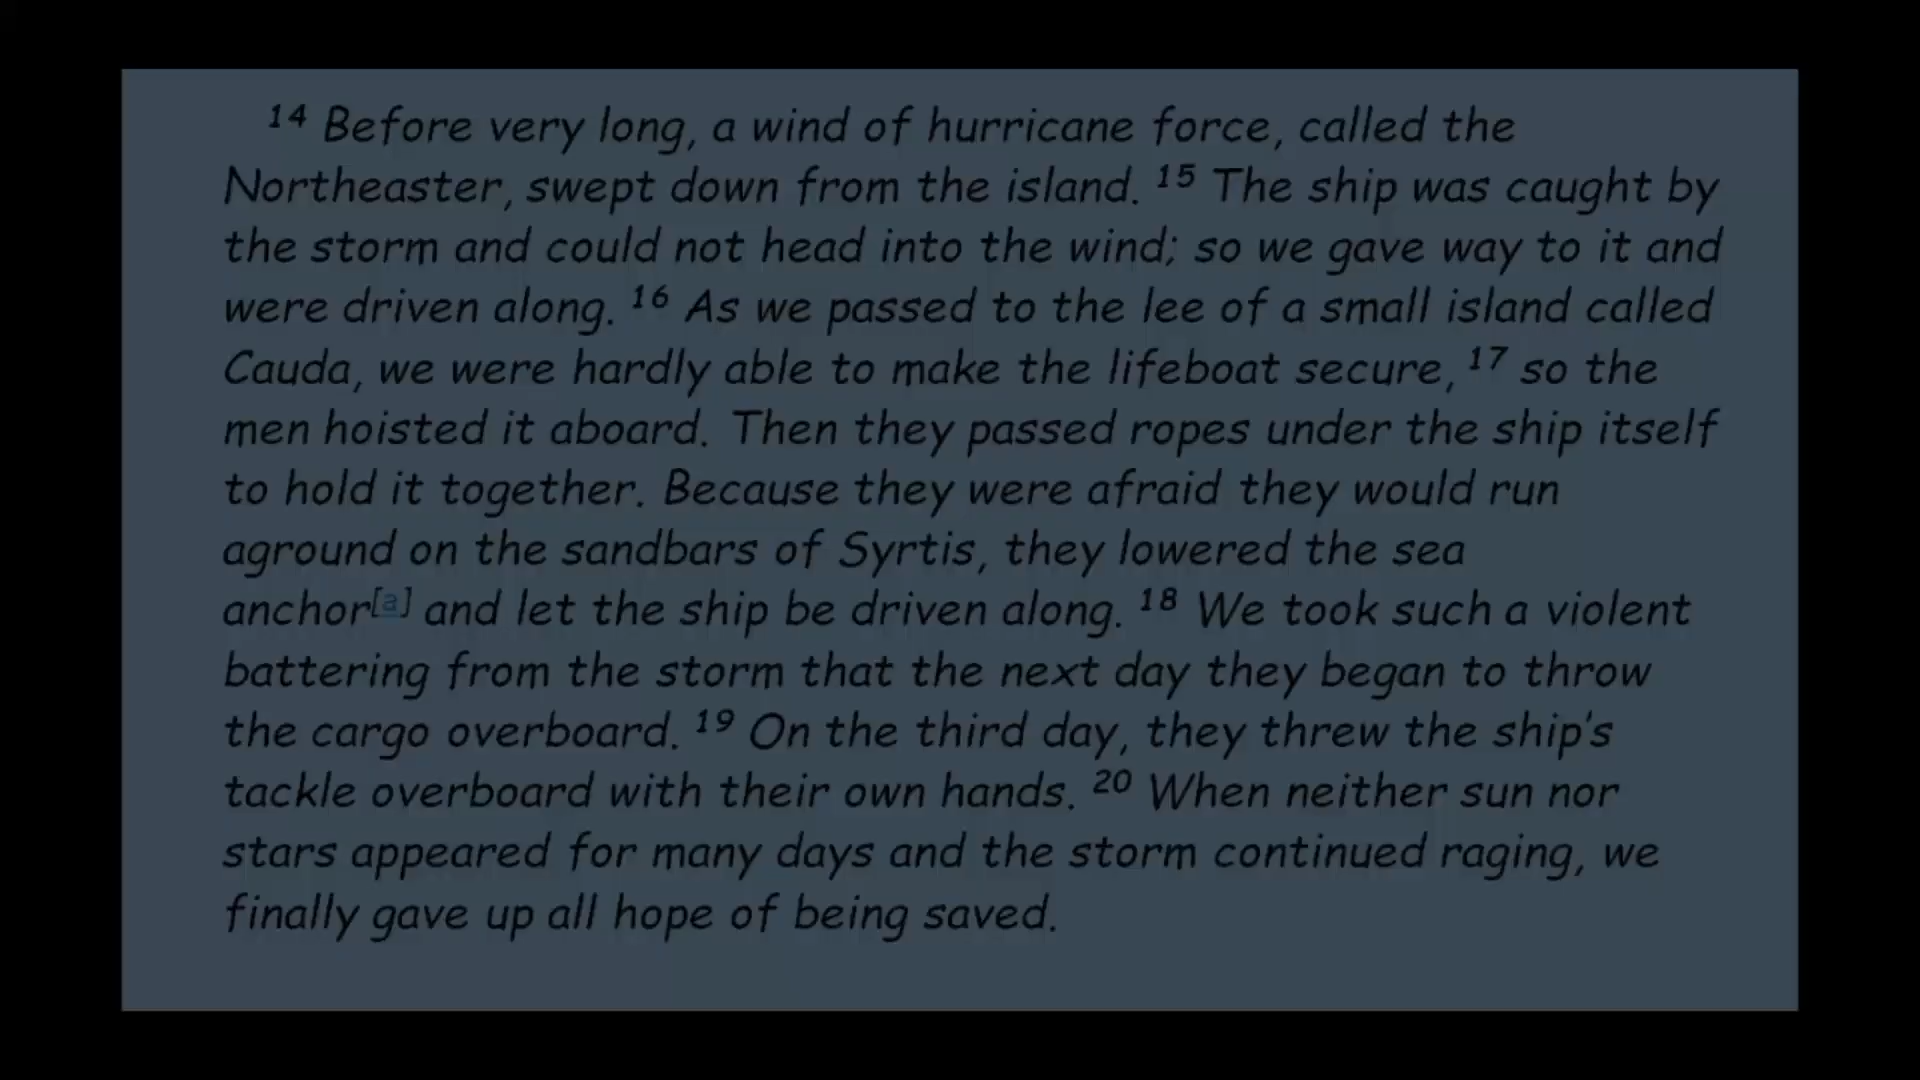 14 Before very long, a wind of hurricane force, called the
Northeaster, swept down from the island. 15 The ship was caught by
the storm and could not head into the wind; so we gave way to it and
were driven along. 16 As we passed to the lee of a small island called
Cauda, we were hardly able to make the lifeboat secure, 17 so the
men hoisted it aboard. Then they passed ropes under the ship itself
to hold it together. Because they were afraid they would run
aground on the sandbars of Syrtis, they lowered the sea
anchor[a] and let the ship be driven along. 18 We took such a violent
battering from the storm that the next day they began to throw
the cargo overboard. 19 On the third day, they threw the ship's
tackle overboard with their own hands. 20 When neither sun nor
stars appeared for many days and the storm continued raging, we
finally gave up all hope of being saved.